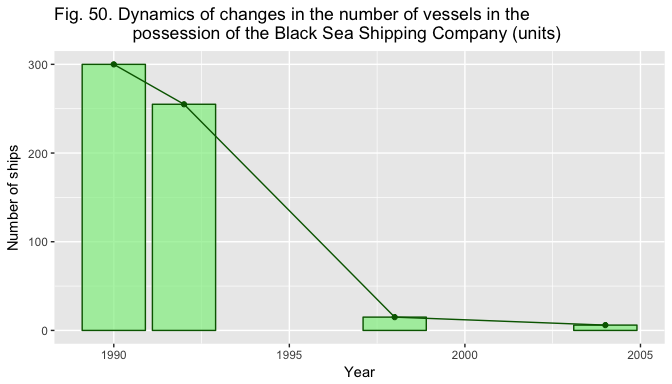 Fig. 50. Dynamics of changes in the number of vessels in the
possession of the Black Sea Shipping Company (units)
Number of ships
300
200
100
0
1990
1995
2000
2005
Year